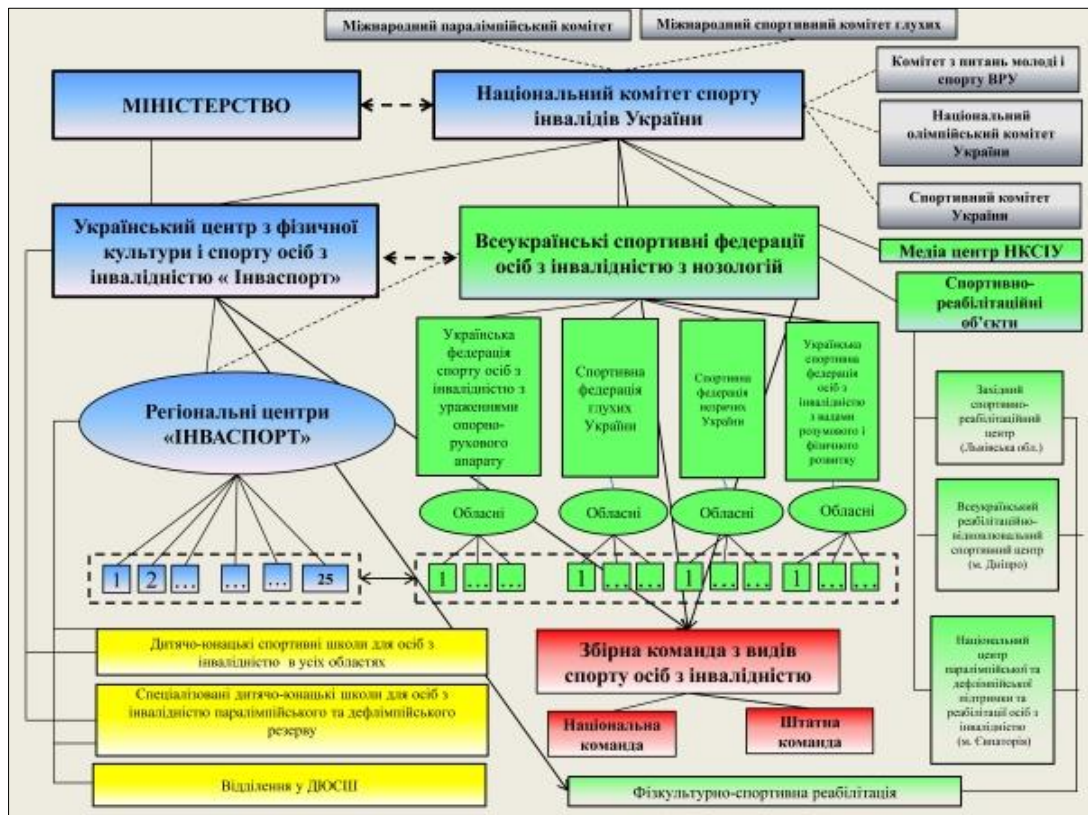 Міжнародний паралімпійський комітет
Міжнародний спортивний комітет глухих
МІНІСТЕРСТВО
Національний комітет спорту
інвалідів України
Комітет з питань молоді і
спорту ВРУ
Національний
олімпійський комітет
України
Спортивний комітет
України
Український центр з фізичної
культури і спорту осіб з
інвалідністю « Інваспорт»
Всеукраїнські спортивні федерації
осіб з інвалідністю з нозологій
Медіа центр НКСІУ
Спортивно-
реабілітаційні
об’єкти
Українська
федерація
спорту осіб з
інвалідністю з
ураженнями
опорно-
рухового
апарату
Спортивна
федерація
глухих
України
Спортивна
федерація
незрячих
України
Українська
спортивна
федерація
осіб з
інвалідністю
з вадами
розумового і
фізичного
розвитку
Регіональні центри
«ІНВАСПОРТ»
Західний
спортивно-
реабілітаційний
центр
(Львівська обл.)
Обласні
Обласні
Обласні
Обласні
Всеукраїнський
реабілітаційно-
відновлювальний
спортивний центр
(м. Дніпро)
1 2 ... ... ... 25
1 ... ...
1 ... ...
1 ... ...
1 ... ...
Дитячо-юнацькі спортивні школи для осіб з
інвалідністю в усіх областях
Спеціалізовані дитячо-юнацькі школи для осіб з
інвалідністю паралімпійського та дефлімпійського
резерву
Відділення у ДЮСШ
Збірна команда з видів
спорту осіб з інвалідністю
Національна
команда
Штатна
команда
Національний
центр
паралімпійської та
дефлімпійської
підтримки та
реабілітації осіб з
інвалідністю
(м. Євпаторія)
Фізкультурно-спортивна реабілітація